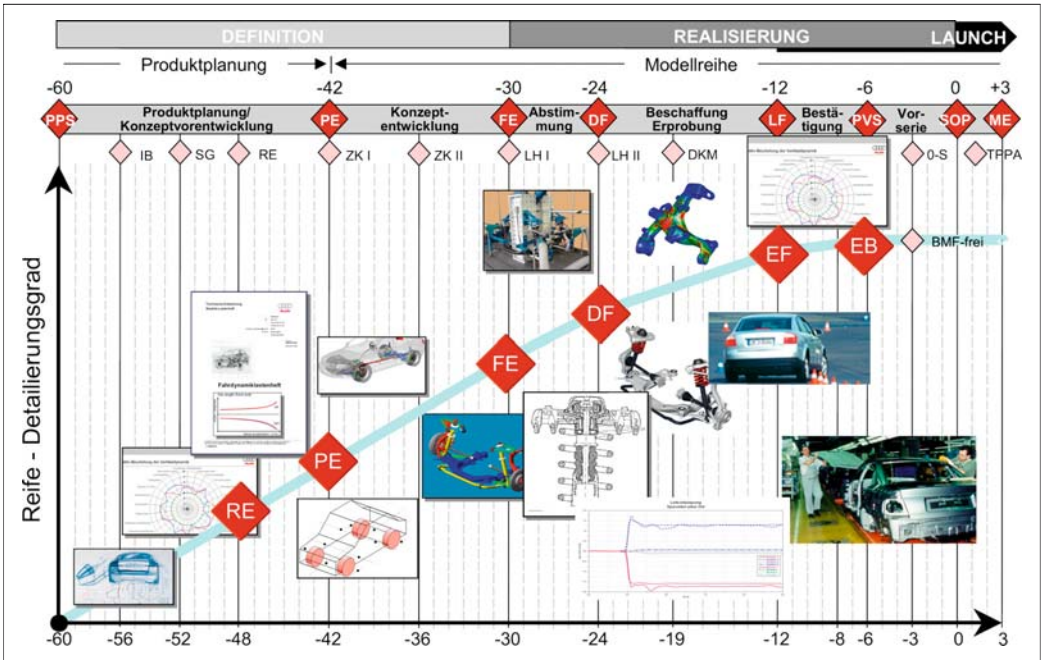 DEFINITION
REALISIERUNG
LAUNCH
Produktplanung
Modellreihe
-60
-42
-30
-24
-12
-6
0
+3
PPS
Produktplanung/
Konzeptvorentwicklung
PE
Konzept-
entwicklung
FE
Abstim-
mung
DF
Beschaffung
Erprobung
LF
Bestä-
tigung
PVS
Vor-
serie
SOP
ME
IB
SG
RE
ZK I
ZK II
LH I
LH II
DKM
0-S
TPPA
BMF-frei
EB
EF
DF
FE
PE
RE
Fahrdynamiklastenheft
Reife - Detaillierungsgrad
-60
-56
-52
-48
-42
-36
-30
-24
-19
-12
-8
-6
-3
0
3